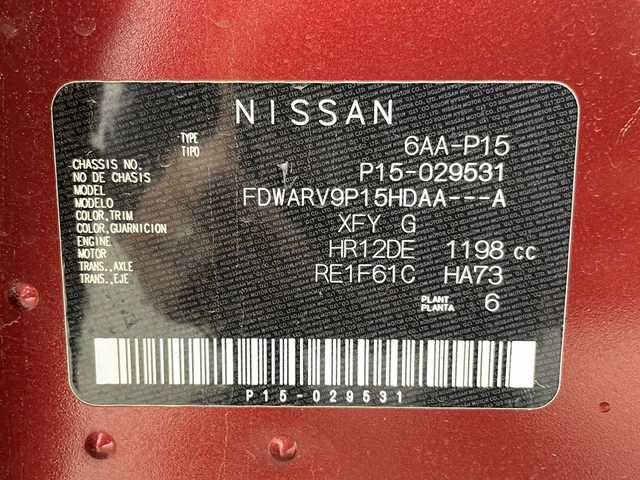 NISSAN
TYPE
TIPO 6AA-P15
CHASSIS NO.
NO DE CHASSIS P15-029531
MODEL
MODELO FDWARV9P15HDAA---A
COLOR,TRIM
COLOR,GUARNICION XFY G
ENGINE
MOTOR HR12DE 1198 cc
TRANS.,AXLE
TRANS.,EJE RE1F61C HA73
PLANT
PLANTA 6
P15-029531